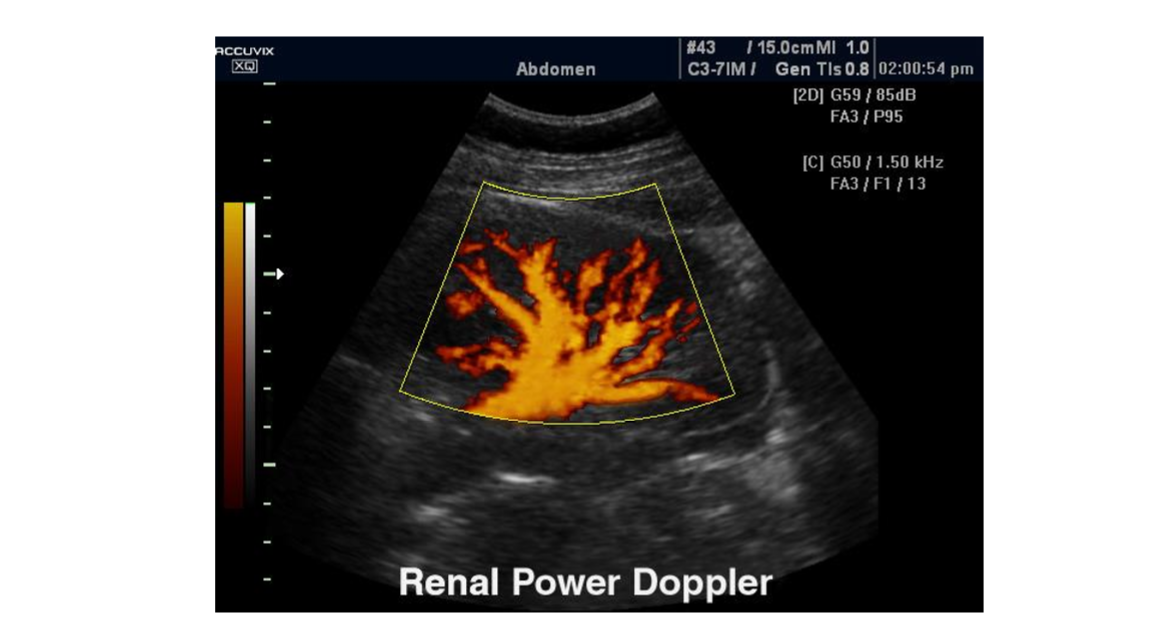 ACCUVIX
XQ
Abdomen
#43 / 15.0cm MI 1.0
C3-7IM / Gen TIs 0.8
02:00:54 pm
[2D] G59 / 85dB
FA3 / P95
[C] G50 / 1.50 kHz
FA3 / F1 / 13
Renal Power Doppler